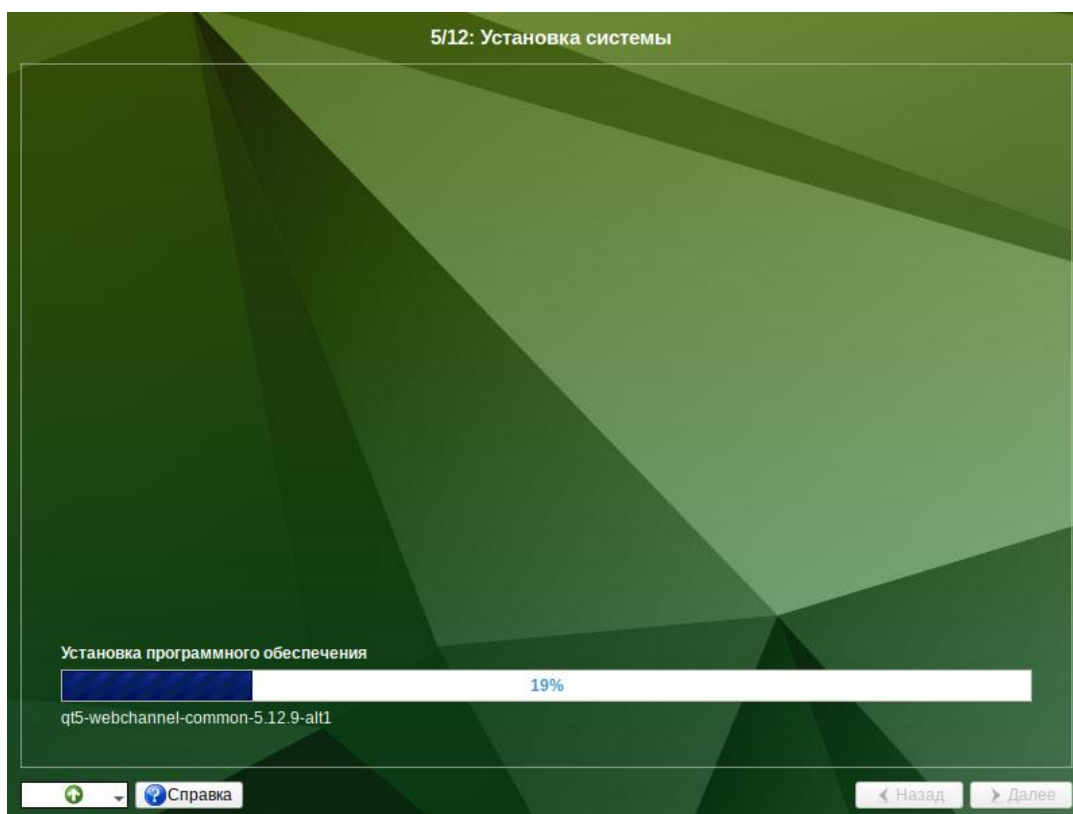 5/12: Установка системы
Установка программного обеспечения
19%
qt5-webchannel-common-5.12.9-alt1
Справка
Назад
Далее